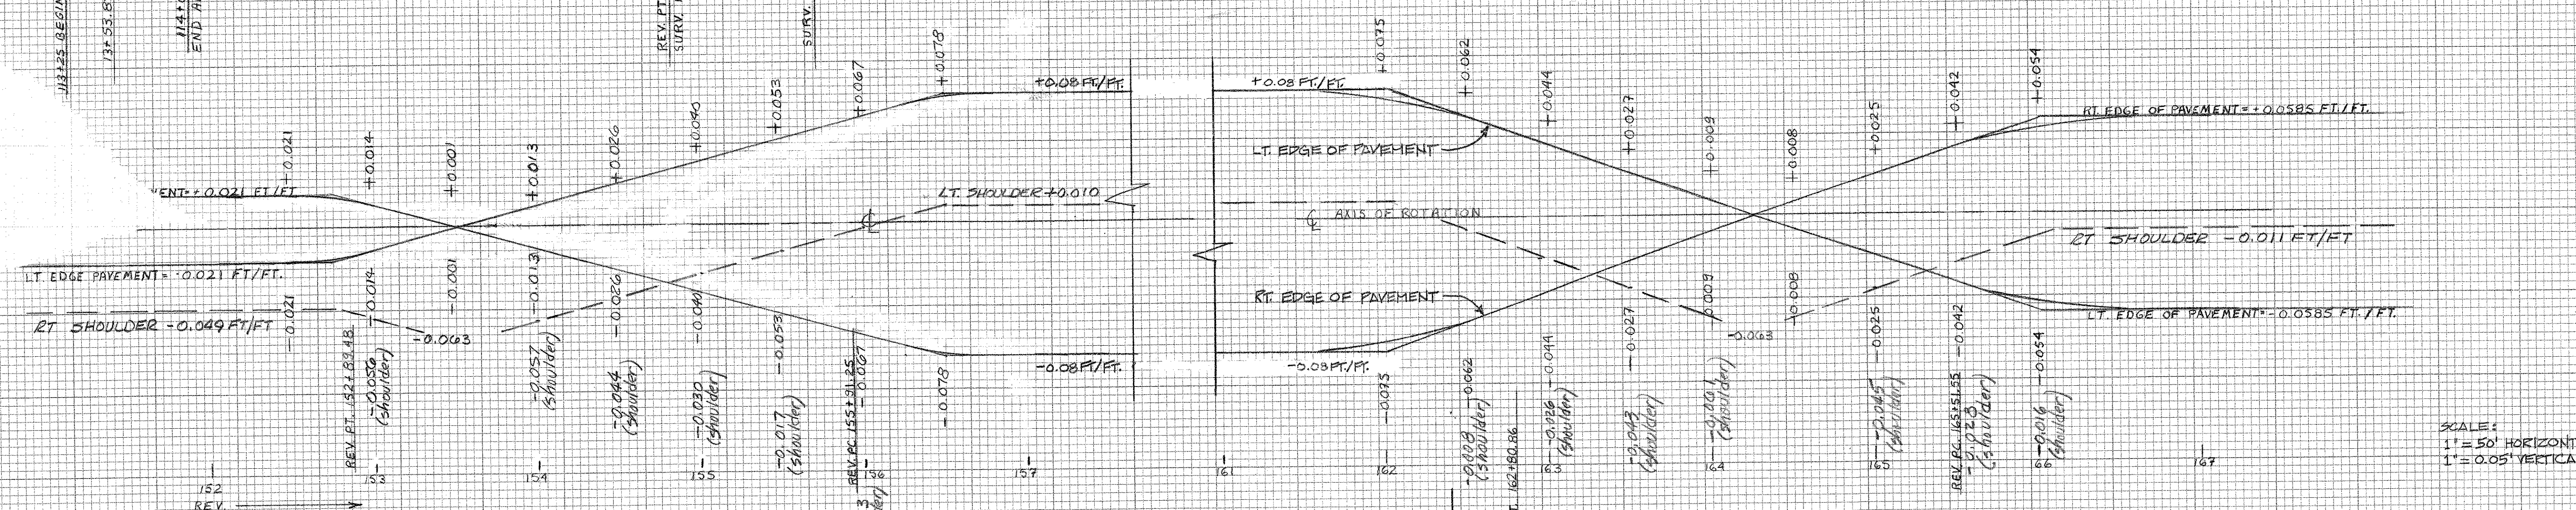 113+25 BEGIN
13+53.8
114+
END A
REV. PT
SURV.
SURV.
+0.021
+0.014
+0.001
+0.013
+0.026
+0.040
+0.053
+0.067
+0.078
+0.08 FT./FT.
+0.08 FT./FT.
+0.075
+0.062
+0.044
+0.027
+0.009
+0.008
+0.025
+0.042
+0.054
RT. EDGE OF PAVEMENT = +0.0585 FT./FT.
LT. EDGE OF PAVEMENT
MENT = +0.021 FT/FT
LT. SHOULDER +0.010
℄
℄ AXIS OF ROTATION
RT SHOULDER -0.011 FT/FT
LT. EDGE PAVEMENT = -0.021 FT/FT.
RT. EDGE OF PAVEMENT
LT. EDGE OF PAVEMENT = -0.0585 FT./FT.
RT SHOULDER -0.049 FT/FT
-0.021
-0.014
-0.001
-0.013
-0.026
-0.040
-0.053
-0.067
-0.078
-0.08 FT/FT.
-0.08 FT./FT.
-0.075
-0.062
-0.044
-0.027
-0.009
-0.008
-0.025
-0.042
-0.054
-0.063
-0.063
REV. PT. 152+89.48
-0.056
(shoulder)
-0.057
(shoulder)
-0.044
(shoulder)
-0.030
(shoulder)
-0.017
(shoulder)
REV. PC. 155+91.25
-0.008
(shoulder)
162+80.86
-0.026
(shoulder)
-0.043
(shoulder)
-0.061
(shoulder)
-0.045
(shoulder)
REV. PC. 165+51.55
-0.028
(shoulder)
-0.016
(shoulder)
152
153
154
155
156
157
161
162
163
164
165
66
167
REV.
SCALE:
1" = 50' HORIZONT
1" = 0.05' VERTICA